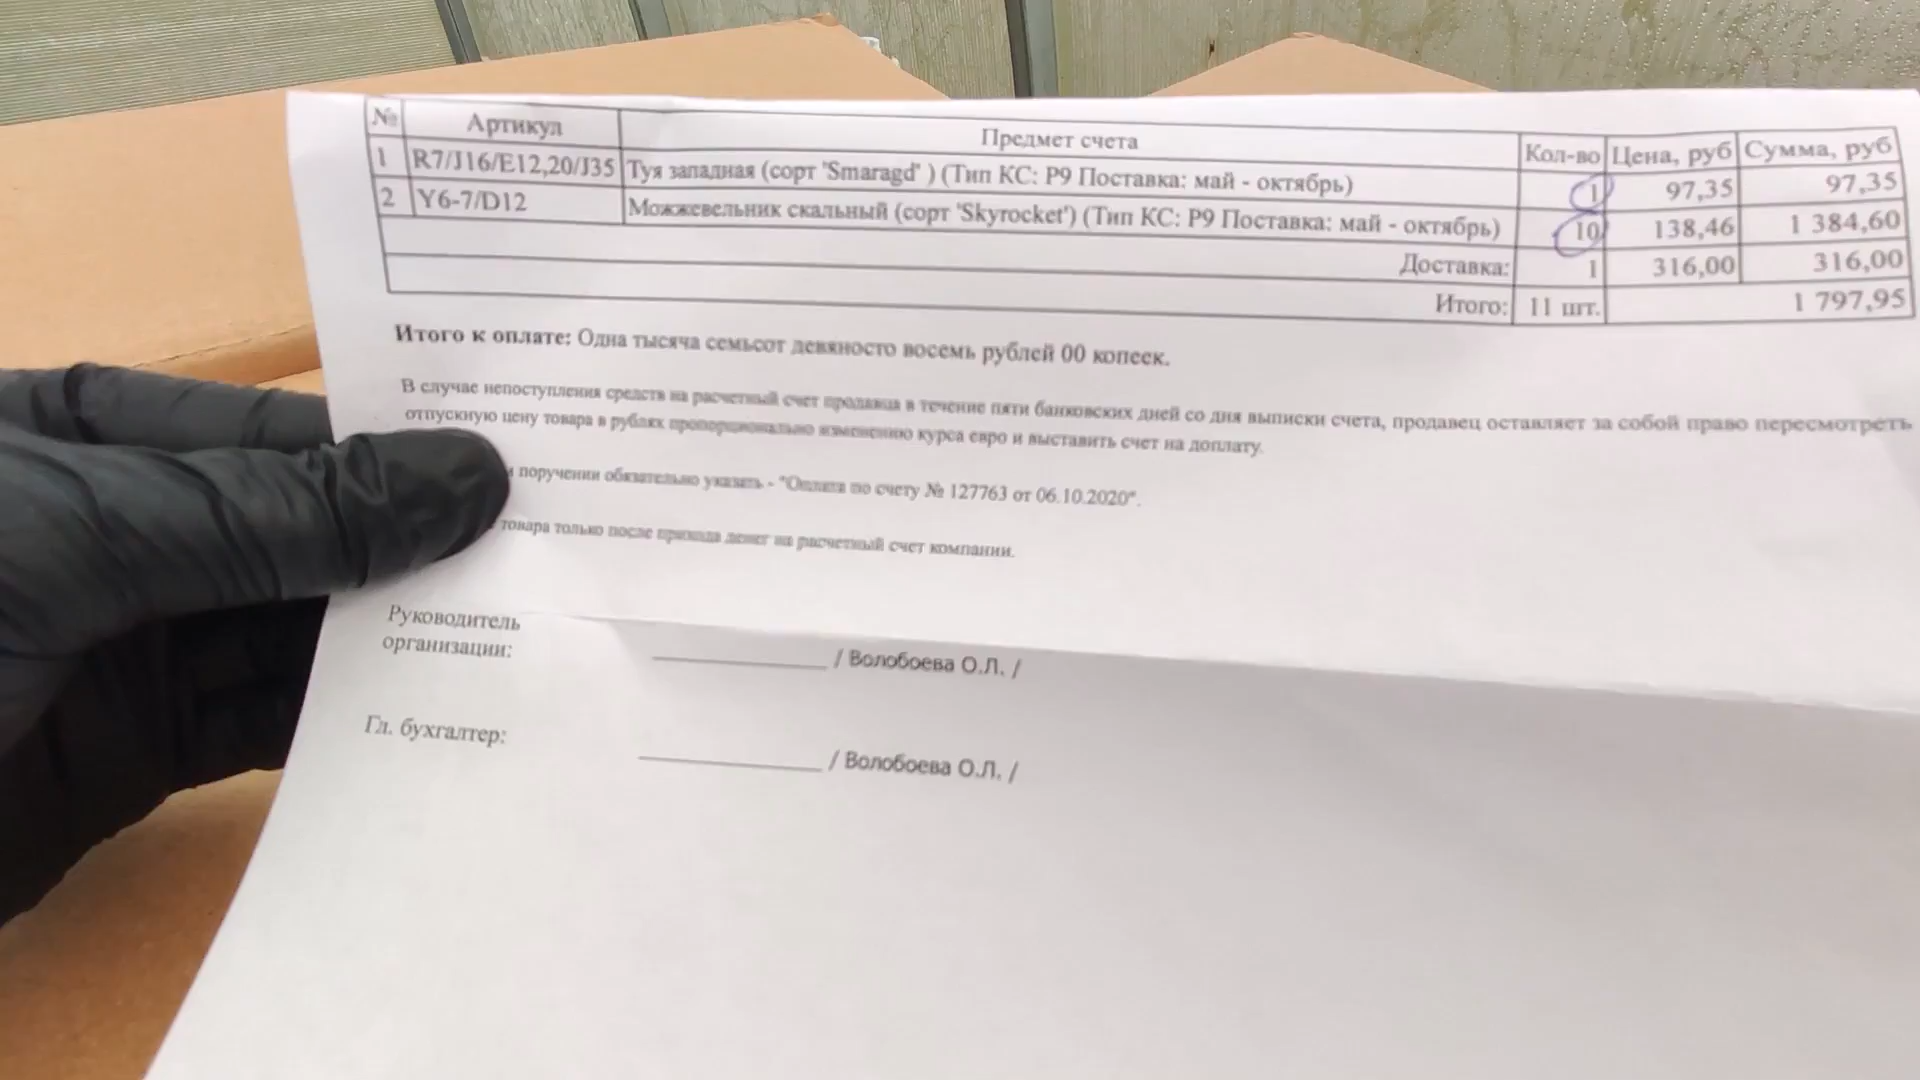 № Артикул Предмет счета Кол-во Цена, руб Сумма, руб
1 R7/J16/E12,20/J35 Туя западная (сорт 'Smaragd' ) (Тип КС: P9 Поставка: май - октябрь) 1 97,35 97,35
2 Y6-7/D12 Можжевельник скальный (сорт 'Skyrocket') (Тип КС: P9 Поставка: май - октябрь) 10 138,46 1 384,60
Доставка: 1 316,00 316,00
Итого: 11 шт. 1 797,95
Итого к оплате: Одна тысяча семьсот девяносто восемь рублей 00 копеек.
В случае непоступления средств на расчетный счет продавца в течение пяти банковских дней со дня выписки счета, продавец оставляет за собой право пересмотреть
отпускную цену товара в рублях пропорционально изменению курса евро и выставить счет на доплату.
поручении обязательно указать - "Оплата по счету № 127763 от 06.10.2020".
товара только после прихода денег на расчетный счет компании.
Руководитель
организации: / Волобоева О.Л. /
Гл. бухгалтер: / Волобоева О.Л. /